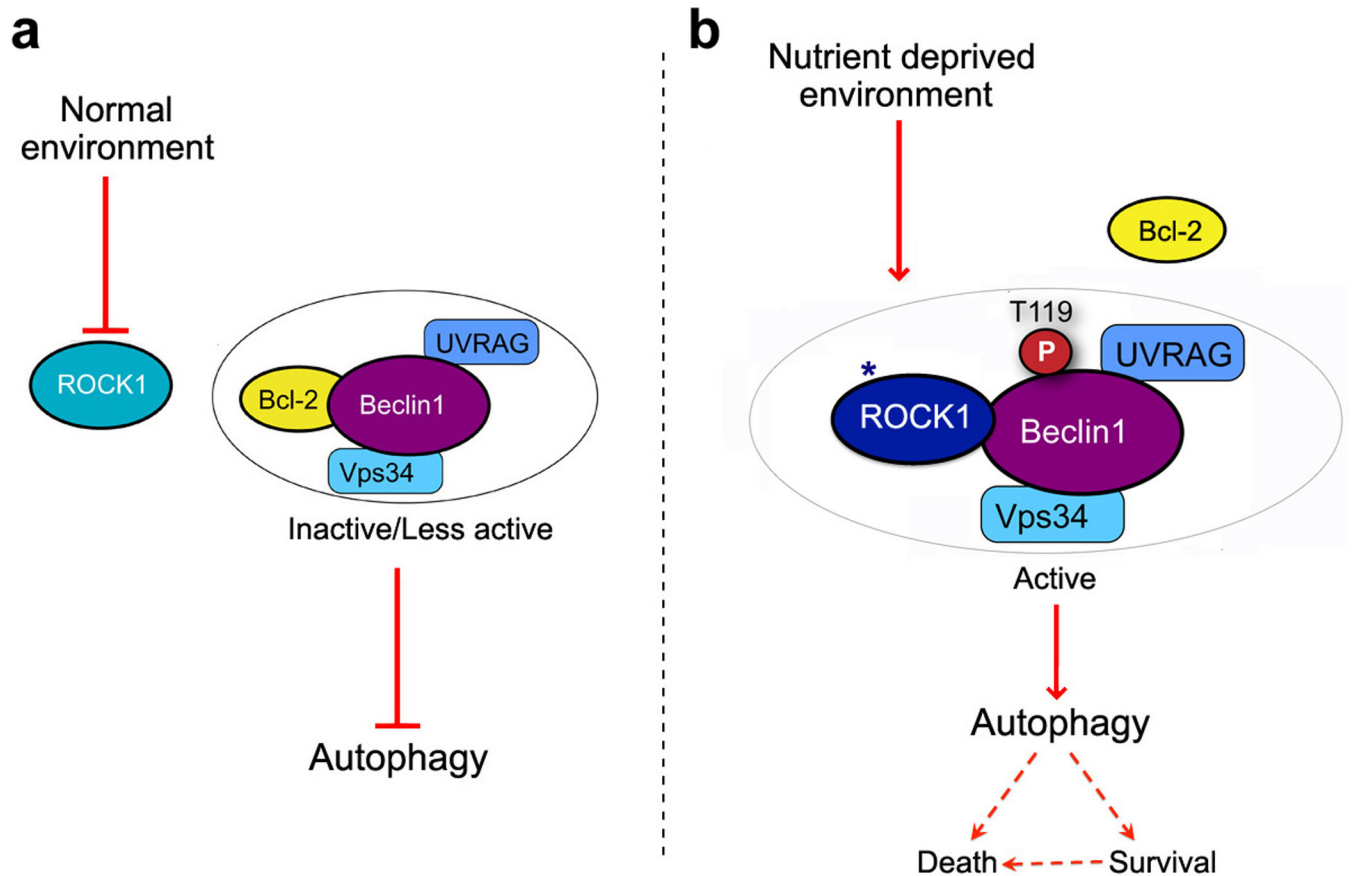 a
Normal
environment
ROCK1
UVRAG
Bcl-2
Beclin1
Vps34
Inactive/Less active
Autophagy
b
Nutrient deprived
environment
Bcl-2
T119
P
UVRAG
*
ROCK1
Beclin1
Vps34
Active
Autophagy
Death
Survival